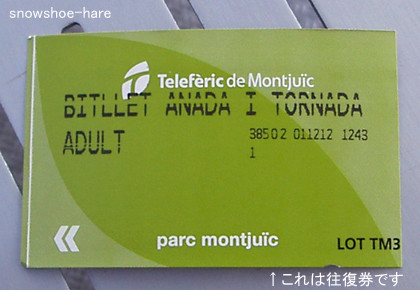 snowshoe-hare
Telefèric de Montjuïc
BITLLET ANADA I TORNADA
ADULT 38502 011212 1243
1
parc montjuïc
LOT TM3
↑これは往復券です